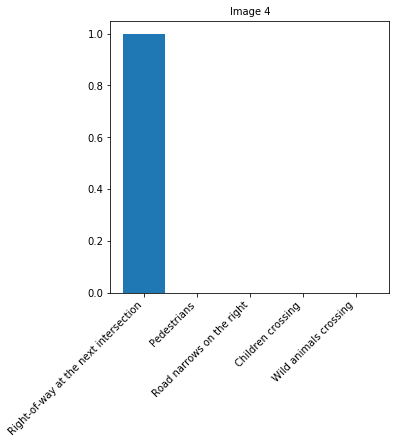 Image 4
1.0
0.8
0.6
0.4
0.2
0.0
Right-of-way at the next intersection
Pedestrians
Road narrows on the right
Children crossing
Wild animals crossing